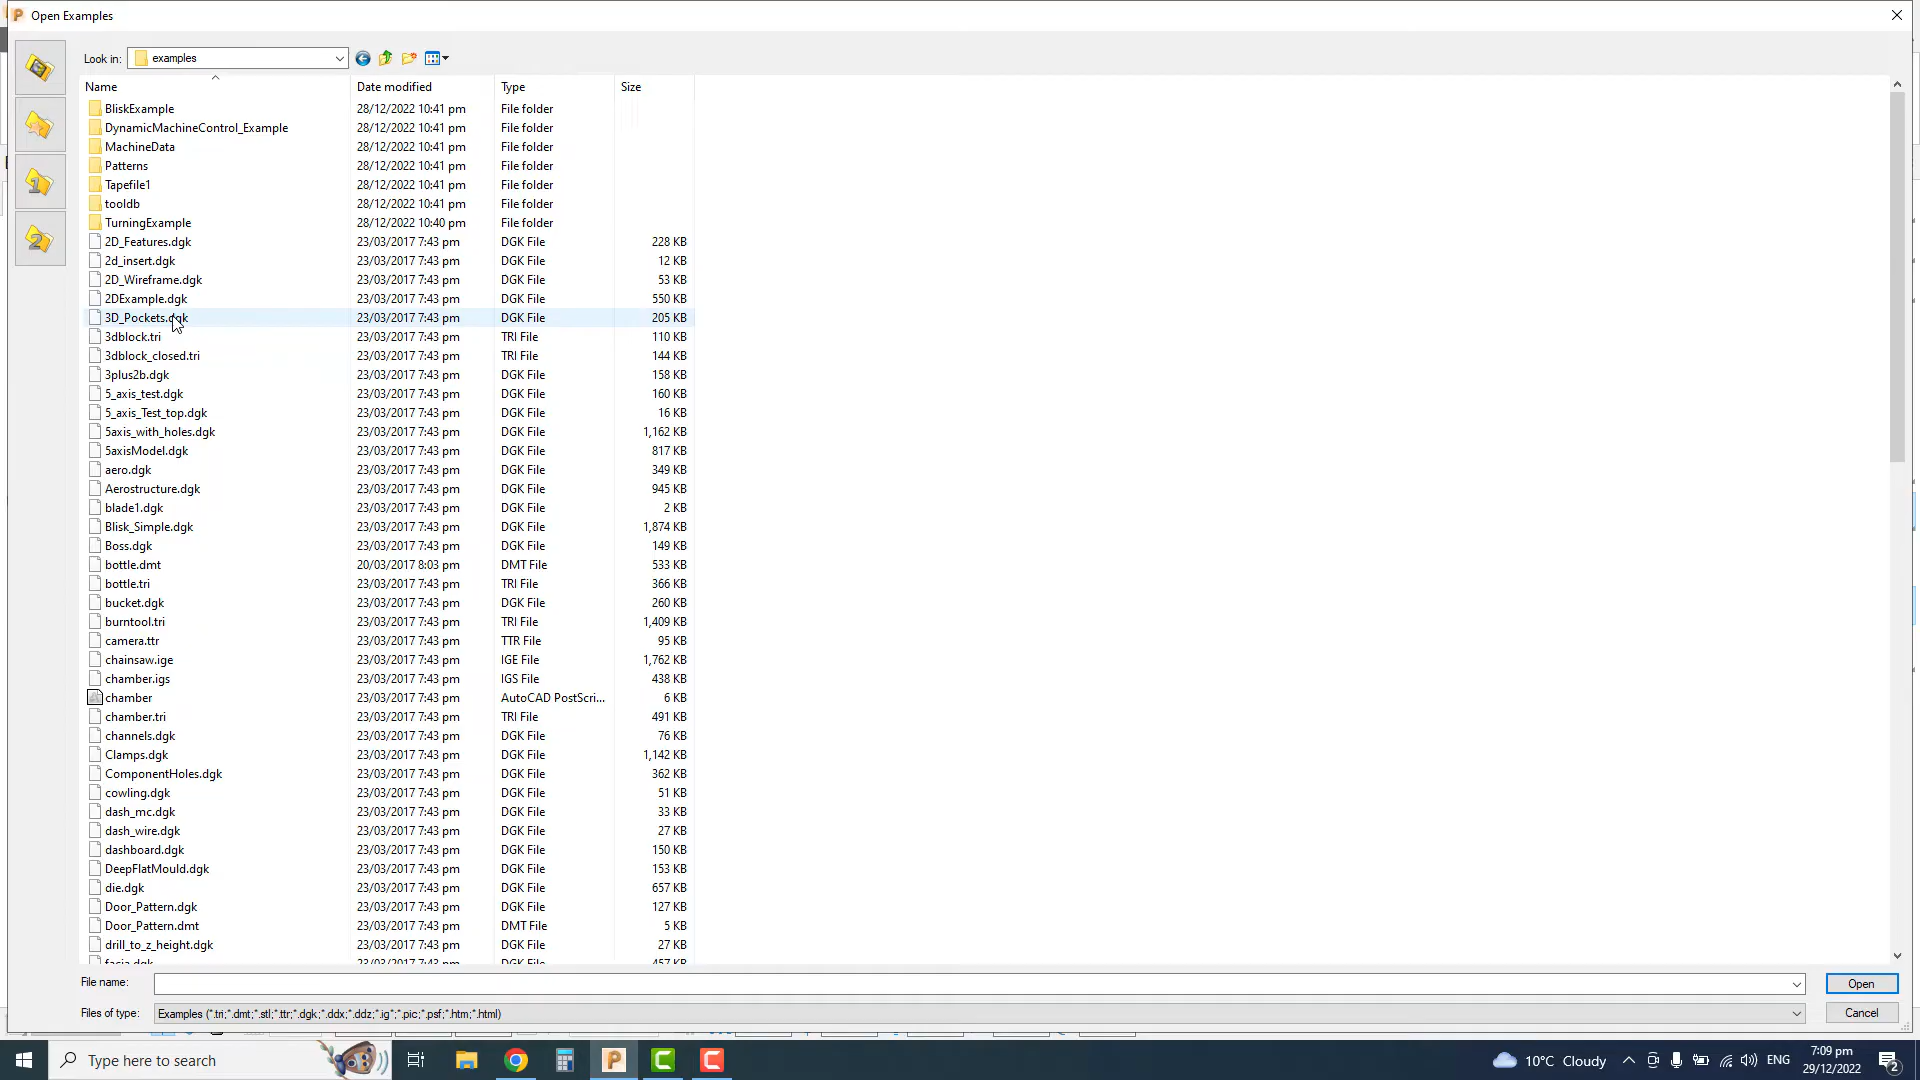 Open Examples
Look in: examples
Name Date modified Type Size
BliskExample 28/12/2022 10:41 pm File folder
DynamicMachineControl_Example 28/12/2022 10:41 pm File folder
MachineData 28/12/2022 10:41 pm File folder
Patterns 28/12/2022 10:41 pm File folder
Tapefile1 28/12/2022 10:41 pm File folder
tooldb 28/12/2022 10:41 pm File folder
TurningExample 28/12/2022 10:40 pm File folder
2D_Features.dgk 23/03/2017 7:43 pm DGK File 228 KB
2d_insert.dgk 23/03/2017 7:43 pm DGK File 12 KB
2D_Wireframe.dgk 23/03/2017 7:43 pm DGK File 53 KB
2DExample.dgk 23/03/2017 7:43 pm DGK File 550 KB
3D_Pockets.dgk 23/03/2017 7:43 pm DGK File 205 KB
3dblock.tri 23/03/2017 7:43 pm TRI File 110 KB
3dblock_closed.tri 23/03/2017 7:43 pm TRI File 144 KB
3plus2b.dgk 23/03/2017 7:43 pm DGK File 158 KB
5_axis_test.dgk 23/03/2017 7:43 pm DGK File 160 KB
5_axis_Test_top.dgk 23/03/2017 7:43 pm DGK File 16 KB
5axis_with_holes.dgk 23/03/2017 7:43 pm DGK File 1,162 KB
5axisModel.dgk 23/03/2017 7:43 pm DGK File 817 KB
aero.dgk 23/03/2017 7:43 pm DGK File 349 KB
Aerostructure.dgk 23/03/2017 7:43 pm DGK File 945 KB
blade1.dgk 23/03/2017 7:43 pm DGK File 2 KB
Blisk_Simple.dgk 23/03/2017 7:43 pm DGK File 1,874 KB
Boss.dgk 23/03/2017 7:43 pm DGK File 149 KB
bottle.dmt 20/03/2017 8:03 pm DMT File 533 KB
bottle.tri 23/03/2017 7:43 pm TRI File 366 KB
bucket.dgk 23/03/2017 7:43 pm DGK File 260 KB
burntool.tri 23/03/2017 7:43 pm TRI File 1,409 KB
camera.ttr 23/03/2017 7:43 pm TTR File 95 KB
chainsaw.ige 23/03/2017 7:43 pm IGE File 1,762 KB
chamber.igs 23/03/2017 7:43 pm IGS File 438 KB
chamber 23/03/2017 7:43 pm AutoCAD PostScri... 6 KB
chamber.tri 23/03/2017 7:43 pm TRI File 491 KB
channels.dgk 23/03/2017 7:43 pm DGK File 76 KB
Clamps.dgk 23/03/2017 7:43 pm DGK File 1,142 KB
ComponentHoles.dgk 23/03/2017 7:43 pm DGK File 362 KB
cowling.dgk 23/03/2017 7:43 pm DGK File 51 KB
dash_mc.dgk 23/03/2017 7:43 pm DGK File 33 KB
dash_wire.dgk 23/03/2017 7:43 pm DGK File 27 KB
dashboard.dgk 23/03/2017 7:43 pm DGK File 150 KB
DeepFlatMould.dgk 23/03/2017 7:43 pm DGK File 153 KB
die.dgk 23/03/2017 7:43 pm DGK File 657 KB
Door_Pattern.dgk 23/03/2017 7:43 pm DGK File 127 KB
Door_Pattern.dmt 23/03/2017 7:43 pm DMT File 5 KB
drill_to_z_height.dgk 23/03/2017 7:43 pm DGK File 27 KB
fascia.dgk 23/03/2017 7:43 pm DGK File 457 KB
File name:
Open
Files of type: Examples (*.tri;*.dmt;*.stl;*.ttr;*.dgk;*.ddx;*.ddz;*.ig*;*.pic;*.psf;*.htm;*.html)
Cancel
Type here to search
10°C Cloudy
ENG
7:09 pm
29/12/2022
2